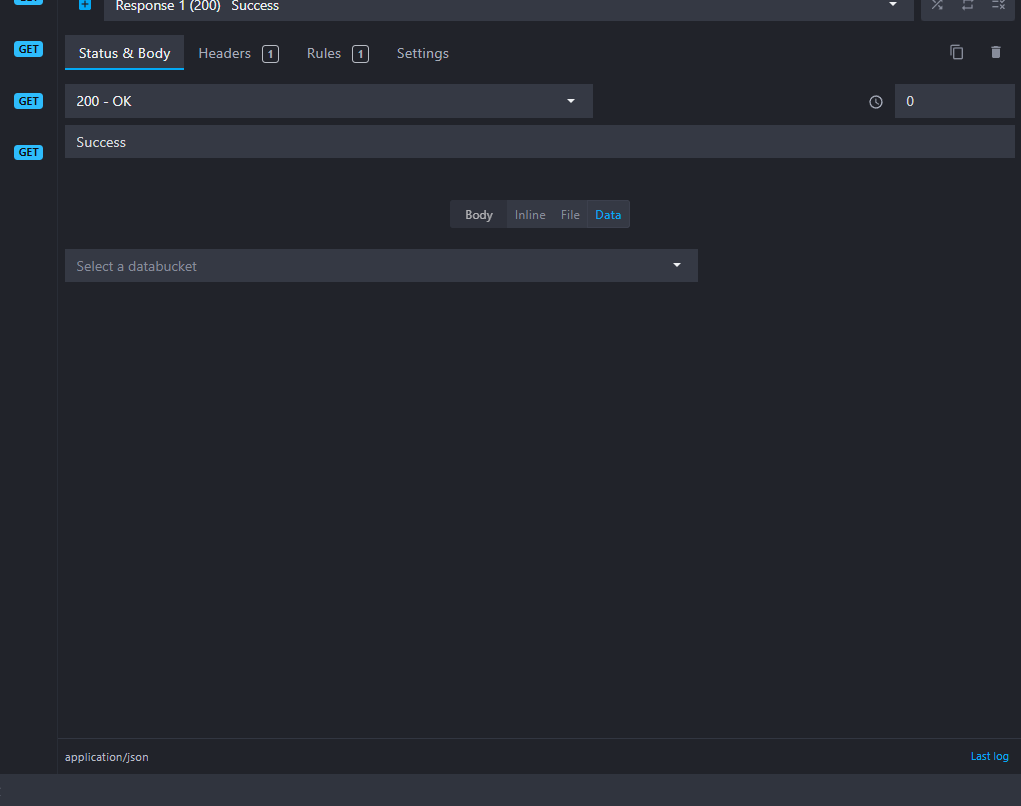 Response 1 (200) Success
GET
Status & Body Headers 1 Rules 1 Settings
GET
200 - OK 0
Success
GET
Body Inline File Data
Select a databucket
application/json Last log